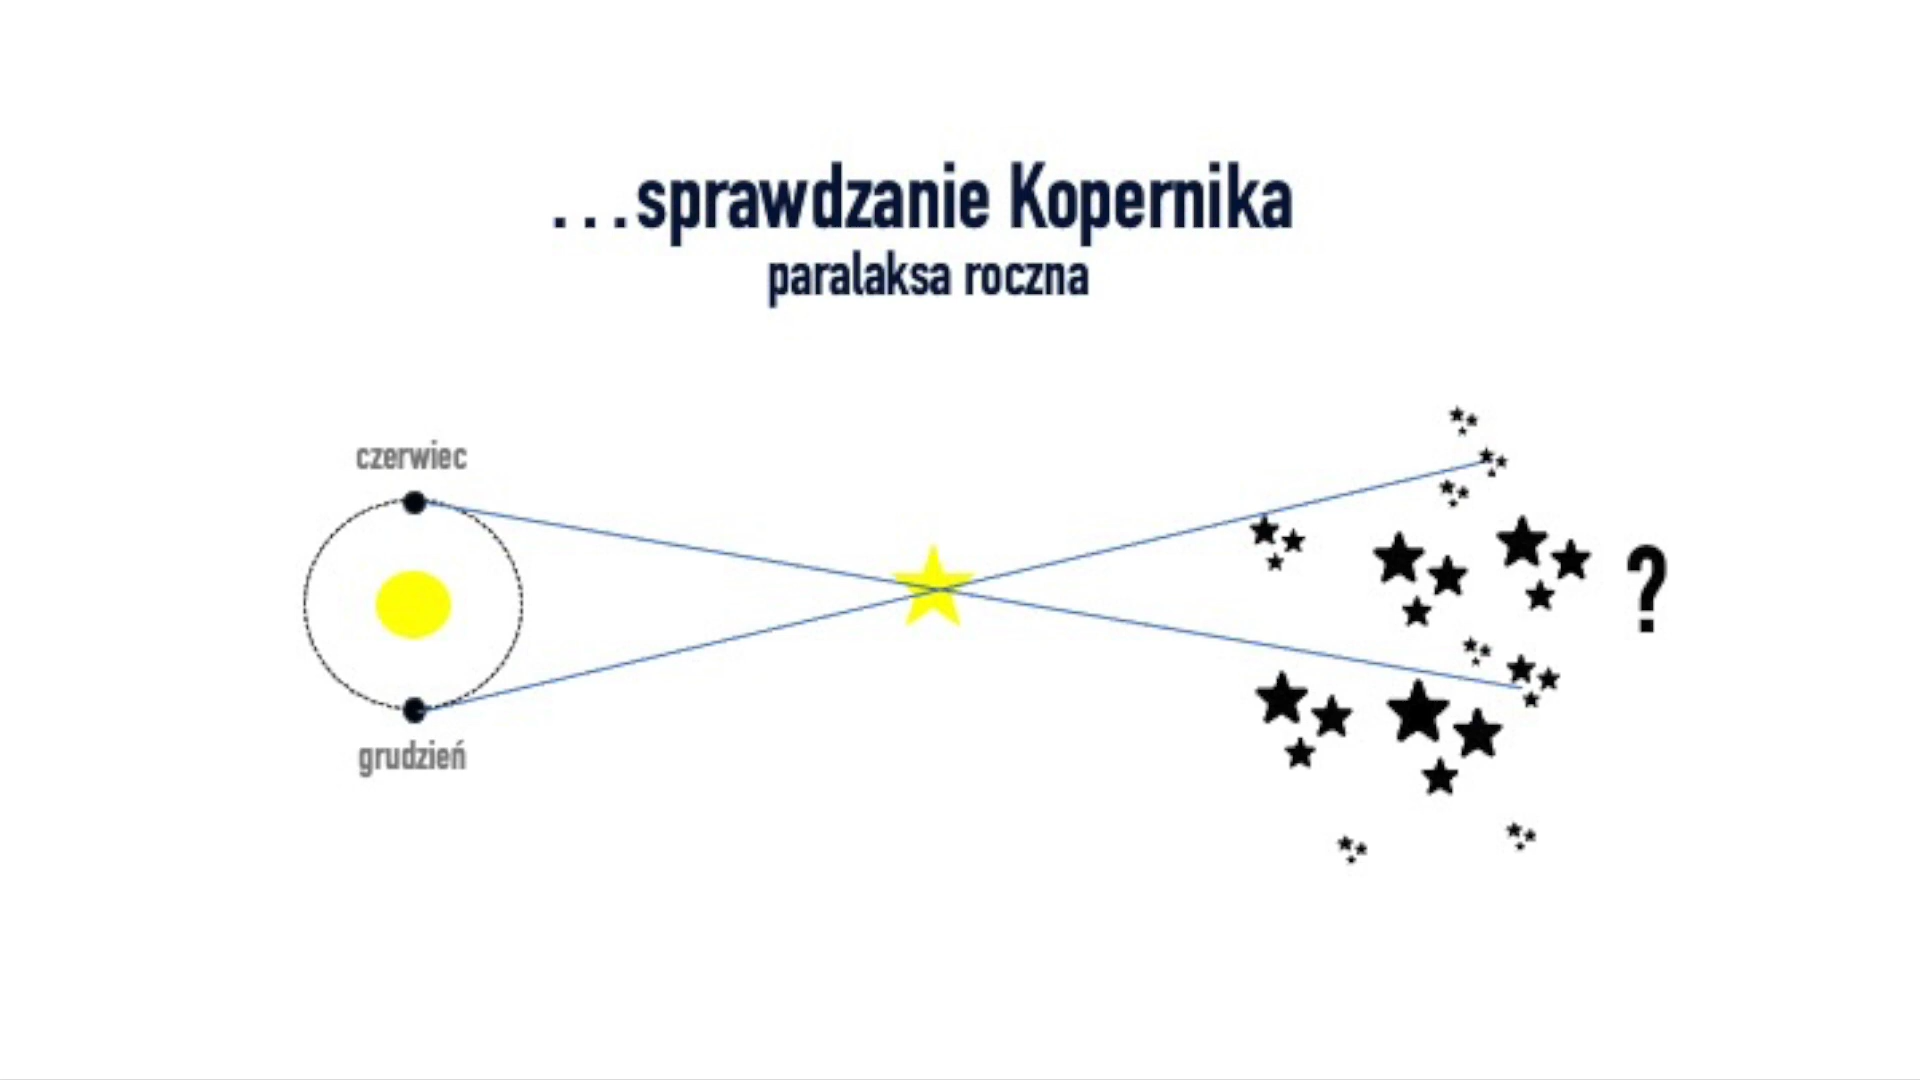 ...sprawdzanie Kopernika
paralaksa roczna
czerwiec
?
grudzień